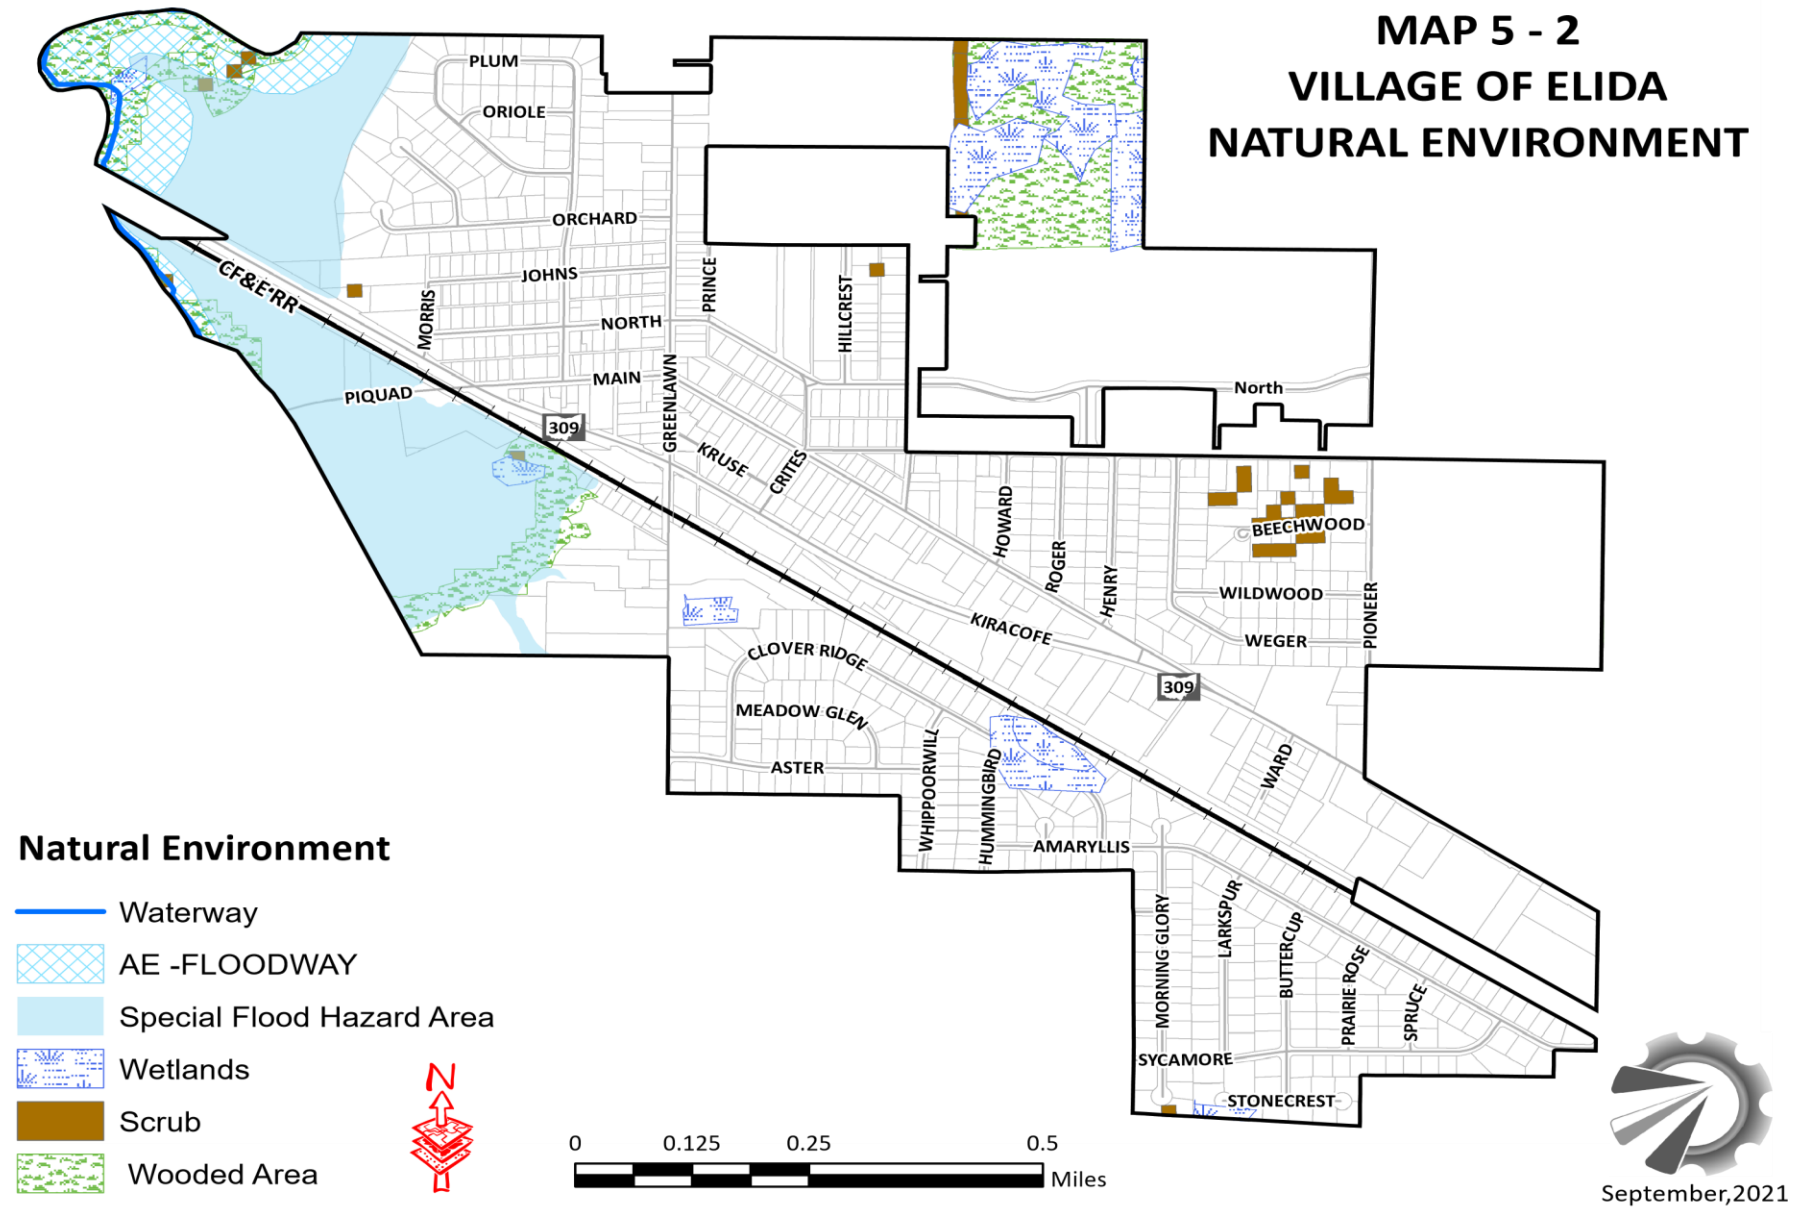 MAP 5 - 2
VILLAGE OF ELIDA
NATURAL ENVIRONMENT
PLUM
ORIOLE
ORCHARD
JOHNS
CF&E RR
MORRIS
PRINCE
HILLCREST
NORTH
MAIN
PIQUAD
GREENLAWN
North
309
KRUSE
CRITES
HOWARD
ROGER
HENRY
BEECHWOOD
WILDWOOD
PIONEER
WEGER
KIRACOFE
CLOVER RIDGE
309
MEADOW GLEN
WHIPPOORWILL
HUMMINGBIRD
ASTER
WARD
AMARYLLIS
MORNING GLORY
LARKSPUR
BUTTERCUP
PRAIRIE ROSE
SPRUCE
SYCAMORE
STONECREST
Natural Environment
Waterway
AE -FLOODWAY
Special Flood Hazard Area
Wetlands
Scrub
Wooded Area
N
0 0.125 0.25 0.5
Miles
September,2021